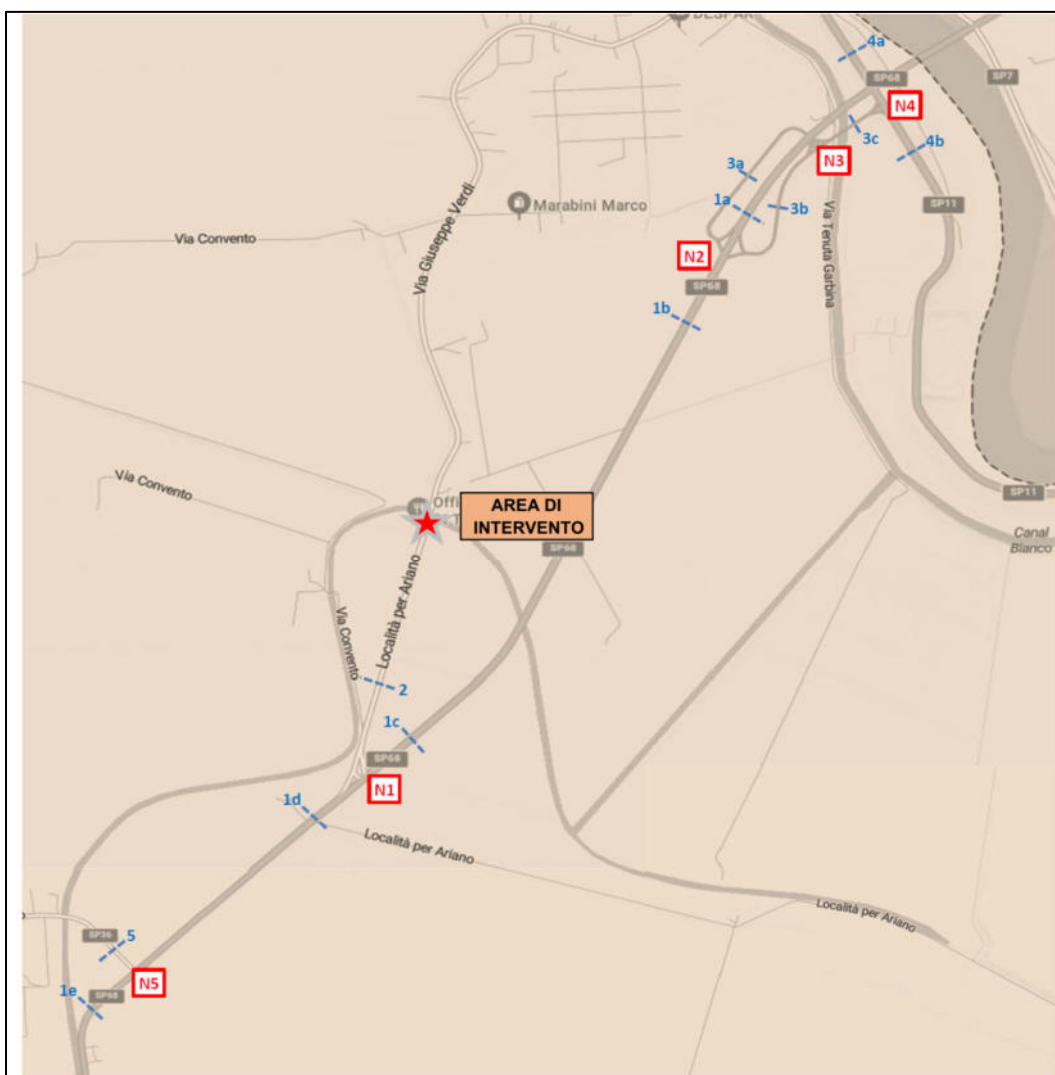 DESPAR
4a
SP68
SP7
N4
3c
4b
N3
3a
Marabini Marco
1a
3b
SP11
Via Convento
Via Giuseppe Verdi
Via Tenuta Garbina
N2
SP68
1b
Via Convento
Offi
AREA DI
INTERVENTO
SP11
Canal
Bianco
SP68
Località per Ariano
Via Convento
2
1c
SP68
N1
1d
Località per Ariano
Località per Ariano
5
SP36
N5
1e
SP68